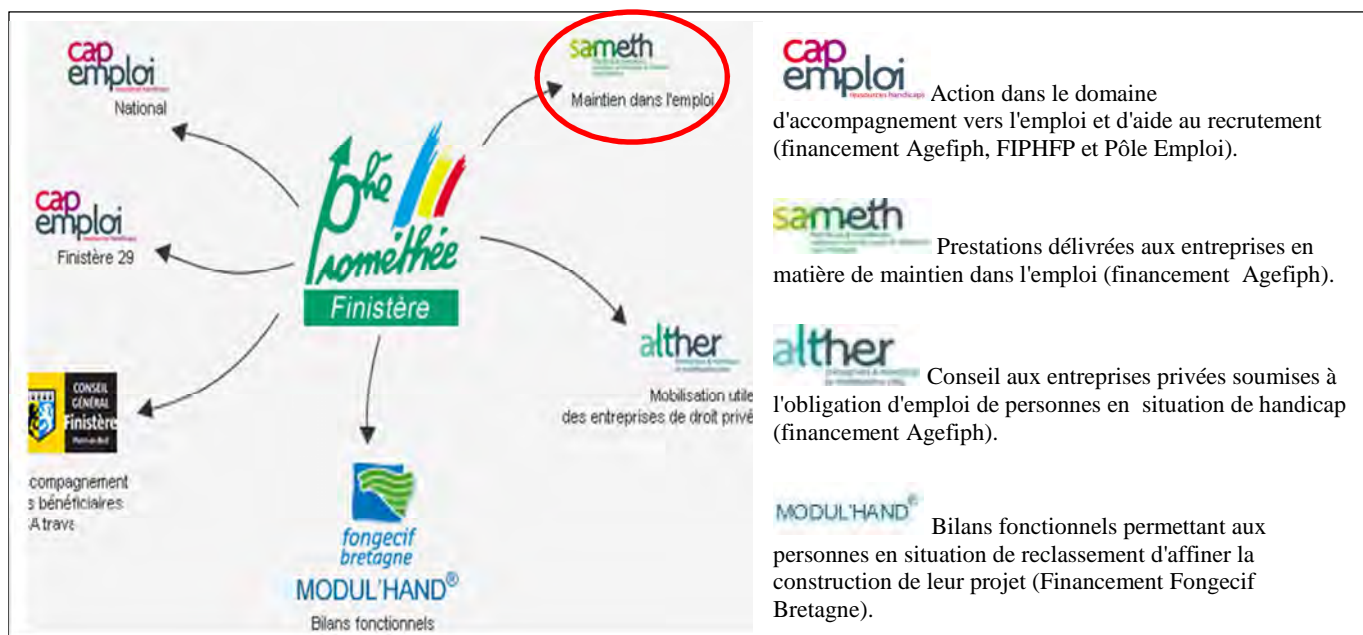 cap
emploi
National
sameth
Maintien dans l'emploi
cap
emploi
Finistère 29
Prométhée
Finistère
alther
Mobilisation utile
des entreprises de droit privé
CONSEIL
GÉNÉRAL
Finistère
compagnement
s bénéficiaires
fongecif
bretagne
MODUL'HAND®
Bilans fonctionnels
cap
emploi
ressources handicaps Action dans le domaine
d'accompagnement vers l'emploi et d'aide au recrutement
(financement Agefiph, FIPHFP et Pôle Emploi).
sameth
Prestations délivrées aux entreprises en
matière de maintien dans l'emploi (financement Agefiph).
alther
Conseil aux entreprises privées soumises à
l'obligation d'emploi de personnes en situation de handicap
(financement Agefiph).
MODUL'HAND®
Bilans fonctionnels permettant aux
personnes en situation de reclassement d'affiner la
construction de leur projet (Financement Fongecif
Bretagne).